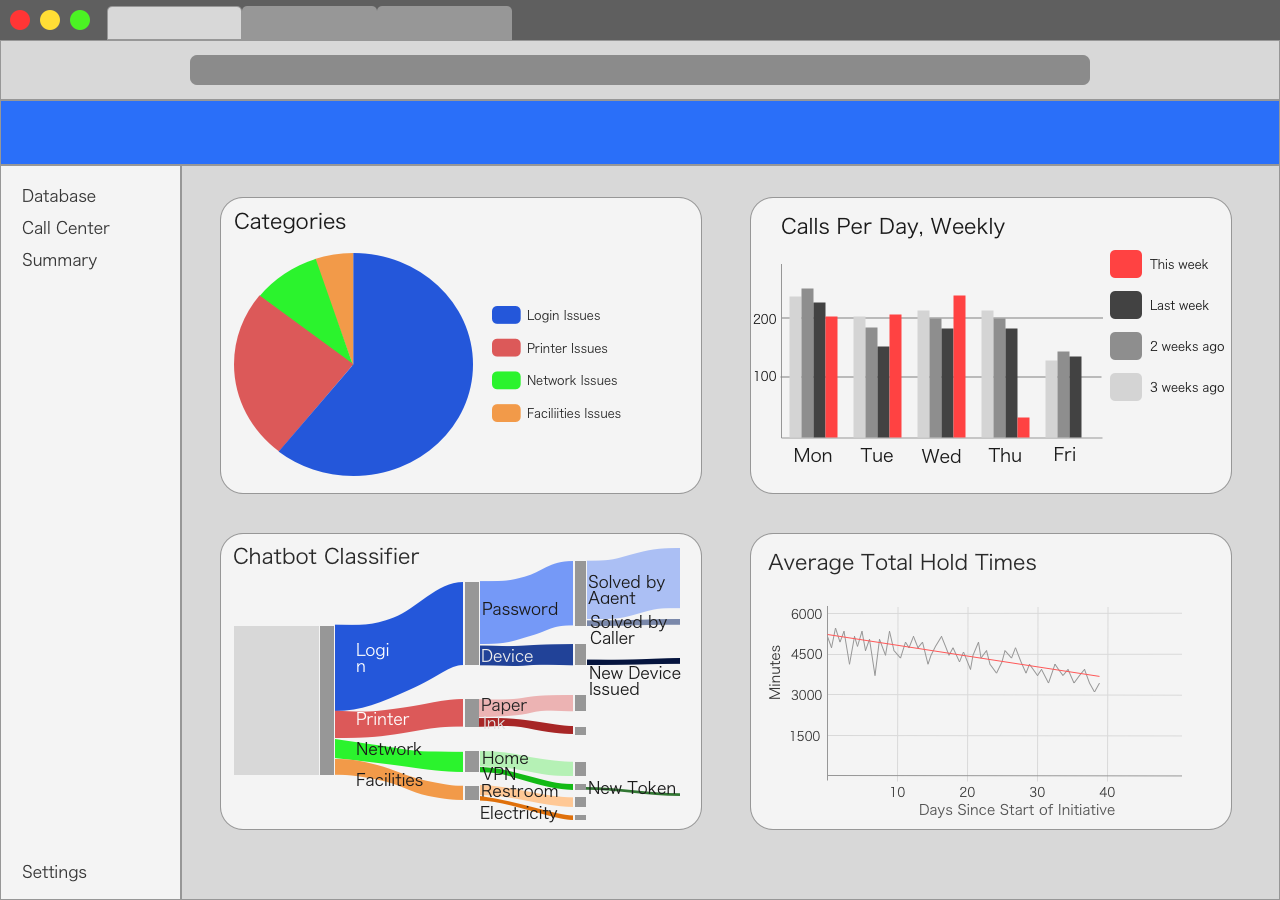 Database
Call Center
Summary
Settings
Categories
Login Issues
Printer Issues
Network Issues
Faciliities Issues
Calls Per Day, Weekly
200
100
Mon
Tue
Wed
Thu
Fri
This week
Last week
2 weeks ago
3 weeks ago
Chatbot Classifier
Logi
n
Printer
Network
Facilities
Password
Device
Paper
Ink
Home
VPN
Restroom
Electricity
Solved by
Agent
Solved by
Caller
New Device
Issued
New Token
Average Total Hold Times
Minutes
6000
4500
3000
1500
10
20
30
40
Days Since Start of Initiative